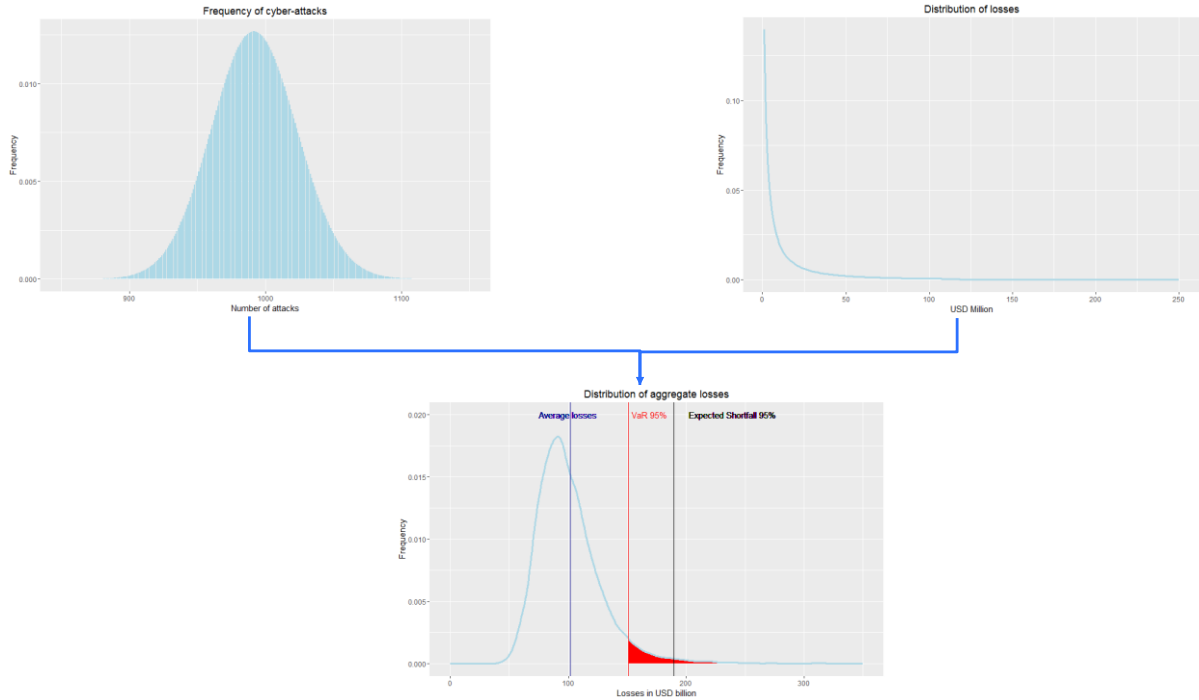 Frequency of cyber-attacks
Frequency
0.010
0.005
0.000
900
1000
1100
Number of attacks
Distribution of losses
Frequency
0.10
0.05
0.00
0
50
100
150
200
250
USD Million
Distribution of aggregate losses
Average losses
VaR 95%
Expected Shortfall 95%
Frequency
0.020
0.015
0.010
0.005
0.000
0
100
200
300
Losses in USD billion